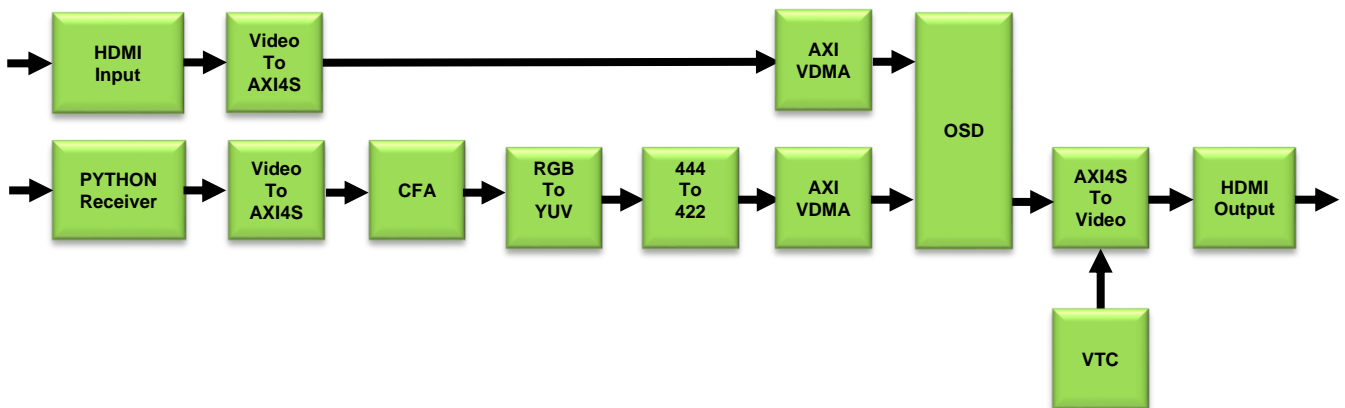 HDMI
Input
Video
To
AXI4S
AXI
VDMA
OSD
PYTHON
Receiver
Video
To
AXI4S
CFA
RGB
To
YUV
444
To
422
AXI
VDMA
AXI4S
To
Video
HDMI
Output
VTC